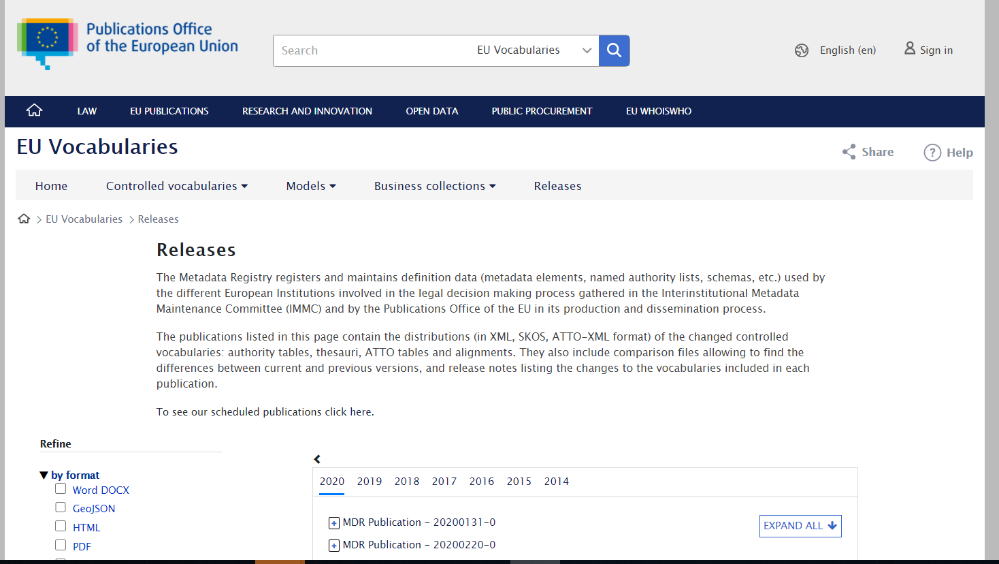 Publications Office
of the European Union
Search
EU Vocabularies
English (en)
Sign in
LAW
EU PUBLICATIONS
RESEARCH AND INNOVATION
OPEN DATA
PUBLIC PROCUREMENT
EU WHOISWHO
EU Vocabularies
Share
? Help
Home
Controlled vocabularies
Models
Business collections
Releases
> EU Vocabularies > Releases
Releases
The Metadata Registry registers and maintains definition data (metadata elements, named authority lists, schemas, etc.) used by
the different European Institutions involved in the legal decision making process gathered in the Interinstitutional Metadata
Maintenance Committee (IMMC) and by the Publications Office of the EU in its production and dissemination process.
The publications listed in this page contain the distributions (in XML, SKOS, ATTO-XML format) of the changed controlled
vocabularies: authority tables, thesauri, ATTO tables and alignments. They also include comparison files allowing to find the
differences between current and previous versions, and release notes listing the changes to the vocabularies included in each
publication.
To see our scheduled publications click here.
Refine
by format
Word DOCX
GeoJSON
HTML
PDF
2020 2019 2018 2017 2016 2015 2014
MDR Publication - 20200131-0
EXPAND ALL
MDR Publication - 20200220-0